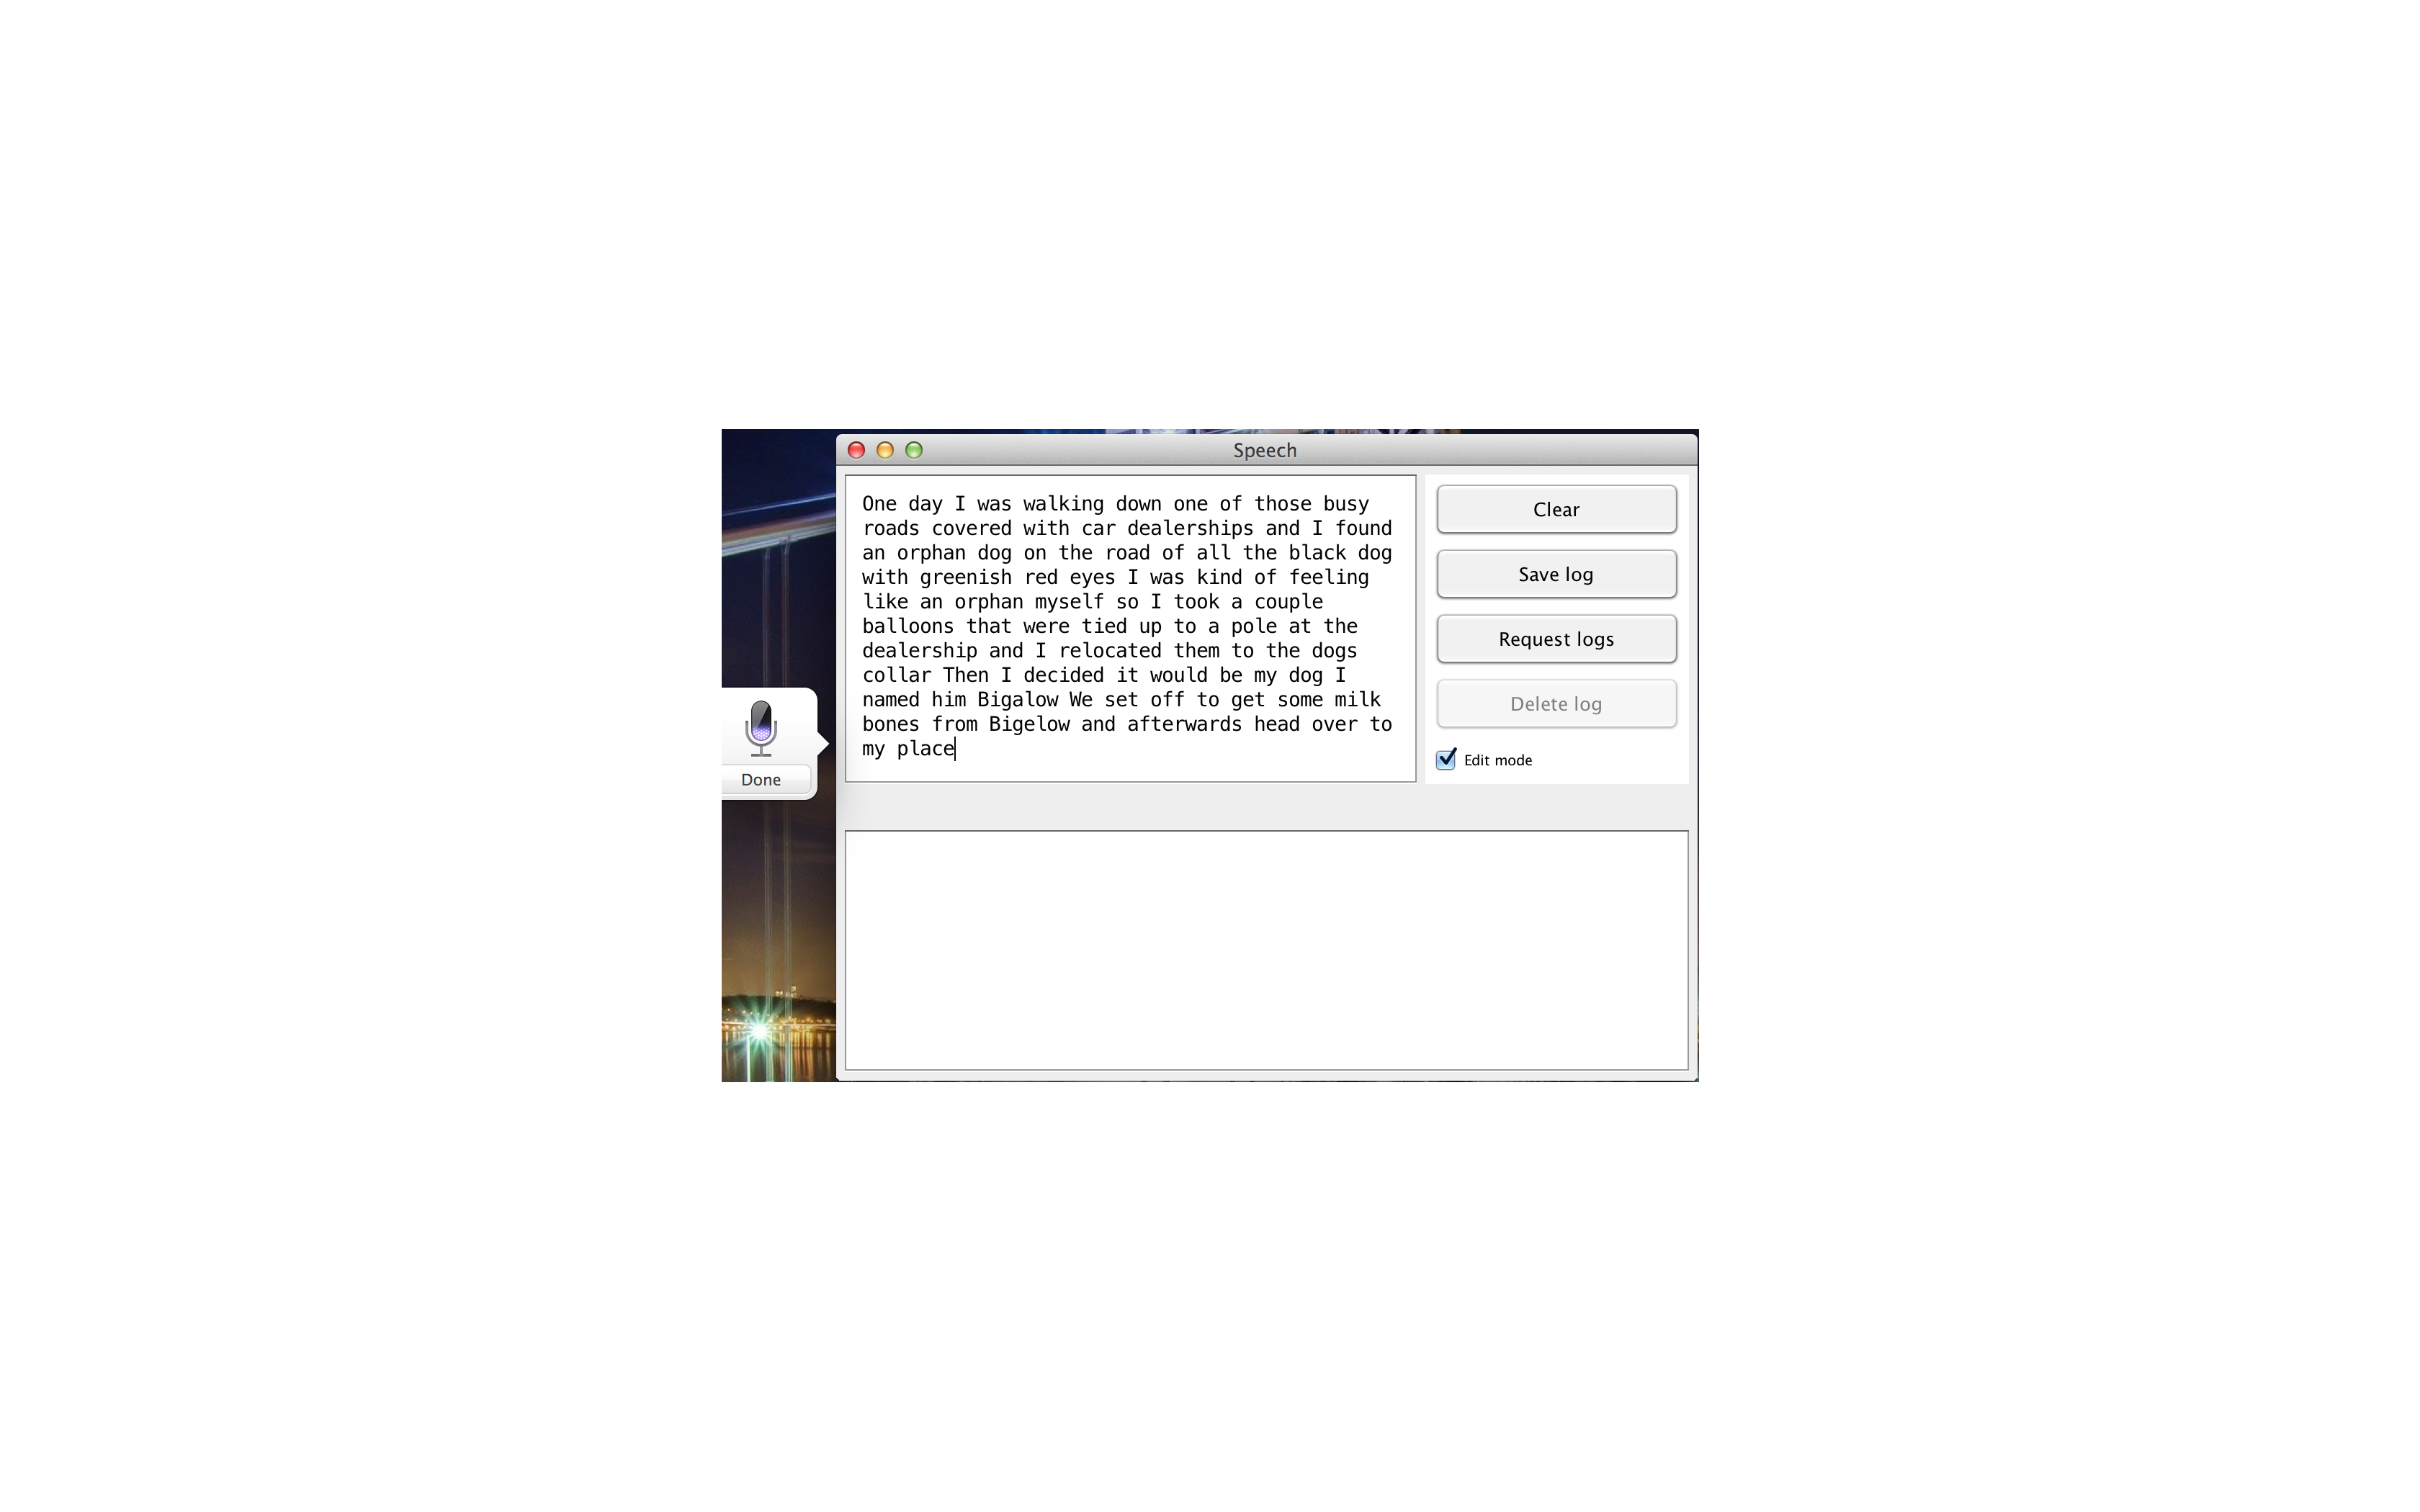 Speech
One day I was walking down one of those busy
roads covered with car dealerships and I found
an orphan dog on the road of all the black dog
with greenish red eyes I was kind of feeling
like an orphan myself so I took a couple
balloons that were tied up to a pole at the
dealership and I relocated them to the dogs
collar Then I decided it would be my dog I
named him Bigalow We set off to get some milk
bones from Bigelow and afterwards head over to
my place
Clear
Save log
Request logs
Delete log
Edit mode
Done